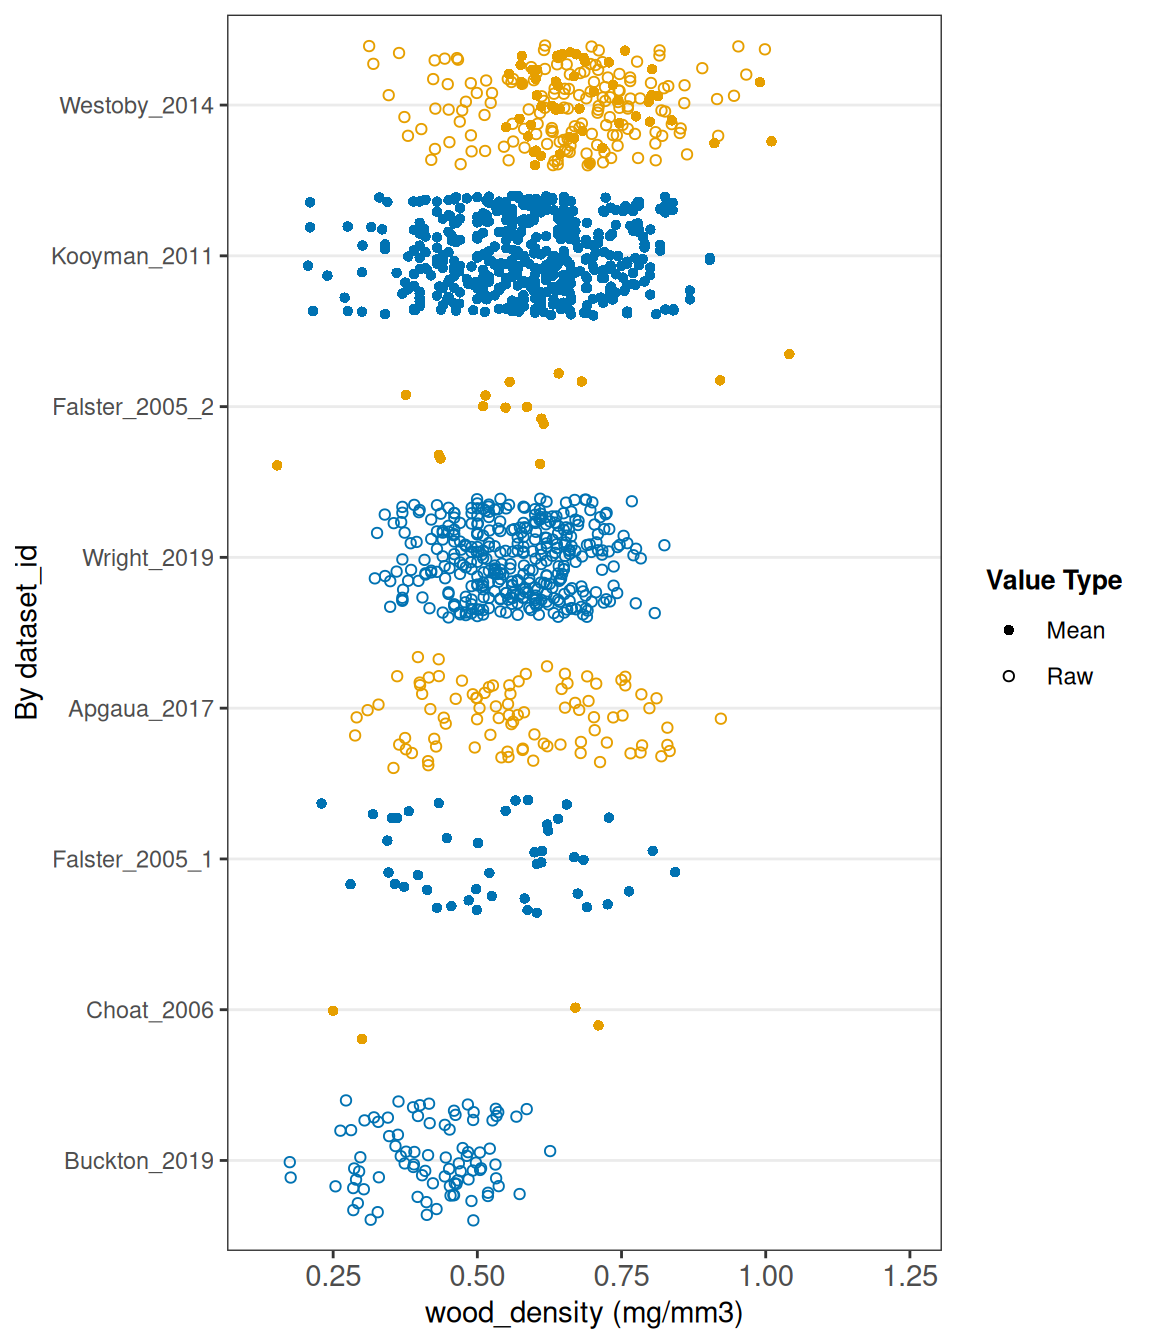 Westoby_2014
Kooyman_2011
Falster_2005_2
Wright_2019
Apgaua_2017
Falster_2005_1
Choat_2006
Buckton_2019
By dataset_id
0.25 0.50 0.75 1.00 1.25
wood_density (mg/mm3)
Value Type
Mean
Raw